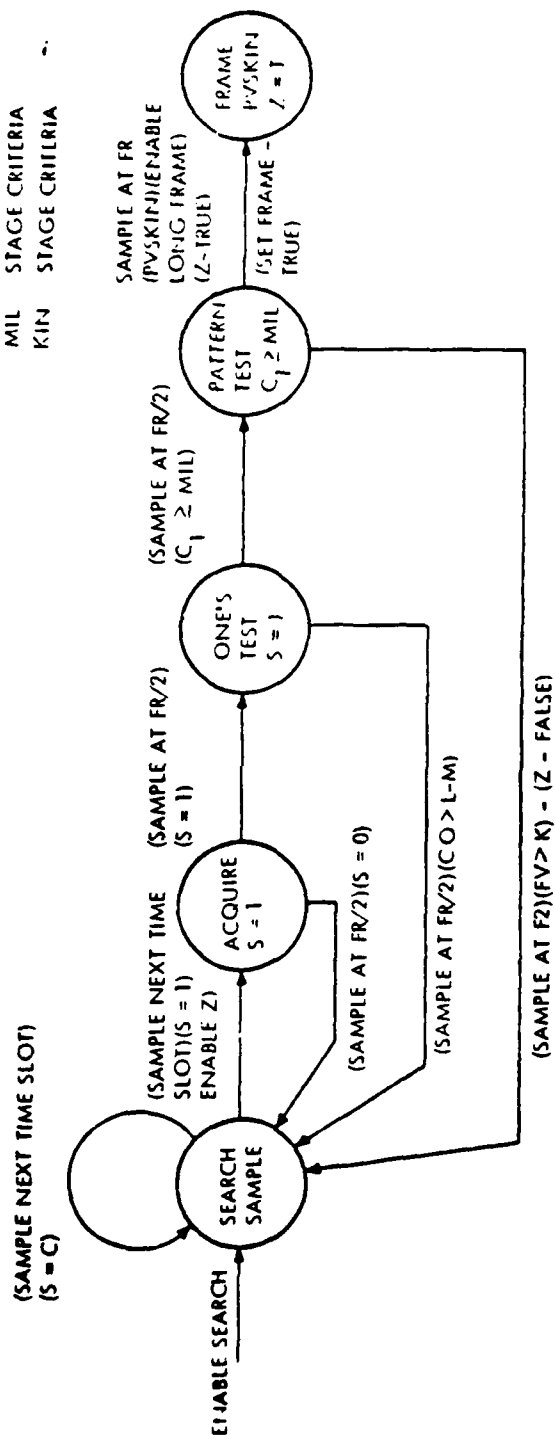 MIL STAGE CRITERIA
KIN STAGE CRITERIA
(SAMPLE NEXT TIME SLOT)
(S = C)
ENABLE SEARCH
SEARCH
SAMPLE
(SAMPLE NEXT TIME
SLOT)(S = 1)
ENABLE Z)
ACQUIRE
S = 1
(SAMPLE AT FR/2)
(S = 1)
ONE'S
TEST
S = 1
(SAMPLE AT FR/2)
(C1 ≥ MIL)
PATTERN
TEST
C1 ≥ MIL
SAMPLE AT FR
(PVSKIN)(ENABLE
LONG FRAME)
(Z-TRUE)
(SET FRAME -
TRUE)
FRAME
PVSKIN
Z = T
(SAMPLE AT FR/2)(S = 0)
(SAMPLE AT FR/2)(CO > L-M)
(SAMPLE AT F2)(FV > K) - (Z - FALSE)